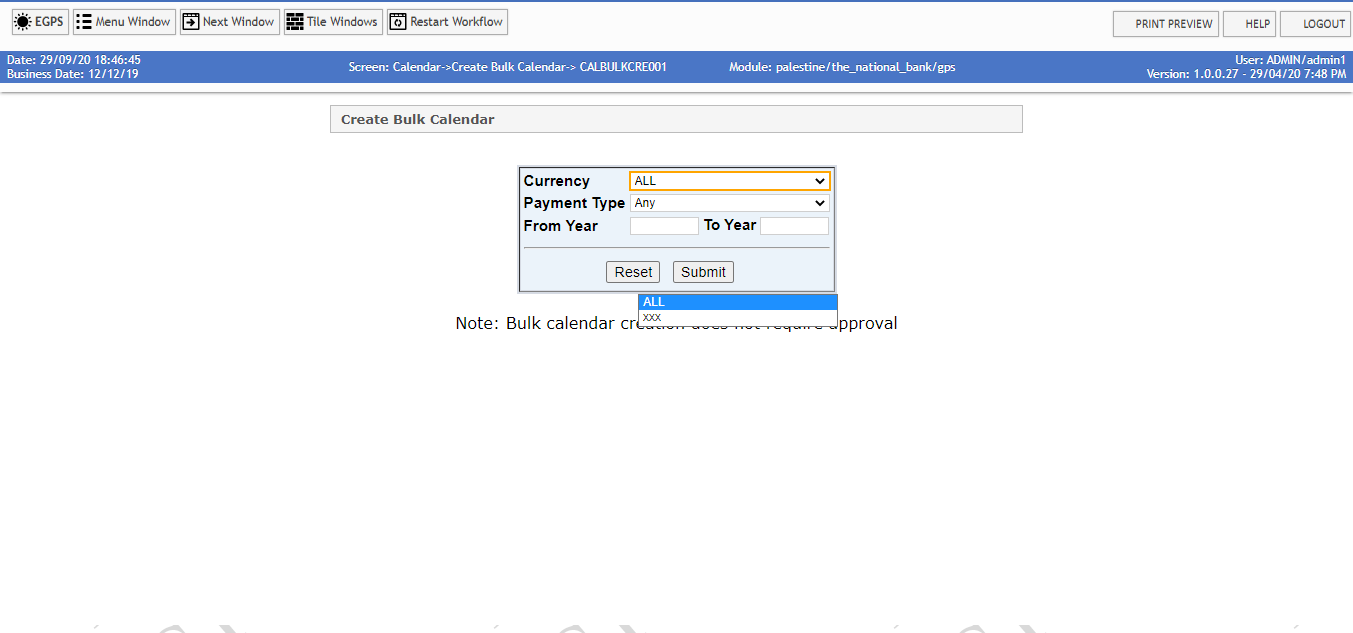 EGPS Menu Window Next Window Tile Windows Restart Workflow PRINT PREVIEW HELP LOGOUT
Date: 29/09/20 18:46:45
Business Date: 12/12/19
Screen: Calendar->Create Bulk Calendar-> CALBULKCRE001
Module: palestine/the_national_bank/gps
User: ADMIN/admin1
Version: 1.0.0.27 - 29/04/20 7:48 PM
Create Bulk Calendar
Currency ALL
Payment Type Any
From Year To Year
Reset Submit
ALL
xxx
Note: Bulk calendar creation does not require approval